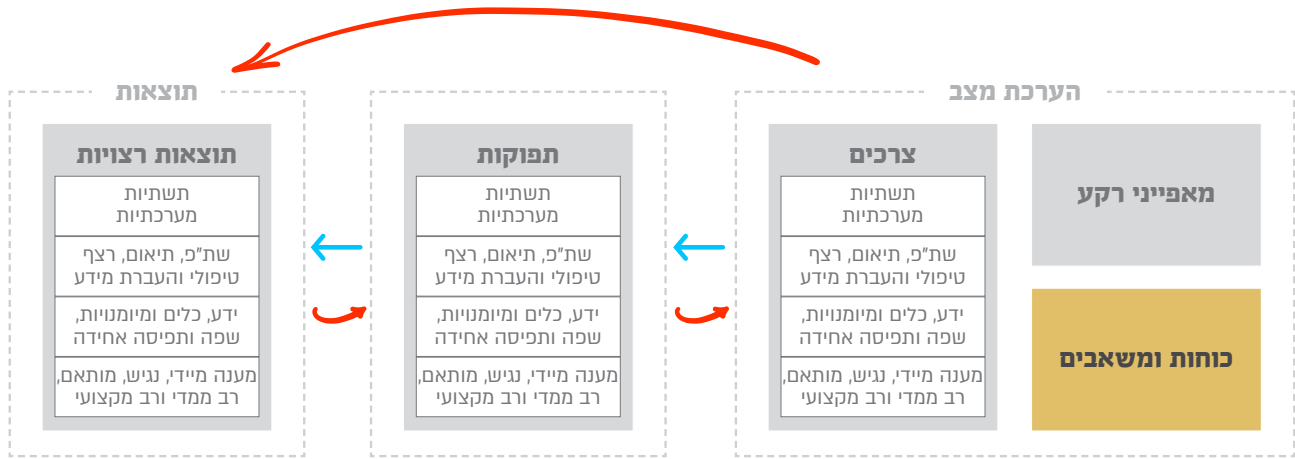 הערכת מצב
מאפייני רקע
כוחות ומשאבים
צרכים
תשתיות
מערכתיות
שת"פ, תיאום, רצף
טיפולי והעברת מידע
ידע, כלים ומיומנויות,
שפה ותפיסה אחידה
מענה מיידי, נגיש, מותאם,
רב ממדי ורב מקצועי
תפוקות
תשתיות
מערכתיות
שת"פ, תיאום, רצף
טיפולי והעברת מידע
ידע, כלים ומיומנויות,
שפה ותפיסה אחידה
מענה מיידי, נגיש, מותאם,
רב ממדי ורב מקצועי
תוצאות
תוצאות רצויות
תשתיות
מערכתיות
שת"פ, תיאום, רצף
טיפולי והעברת מידע
ידע, כלים ומיומנויות,
שפה ותפיסה אחידה
מענה מיידי, נגיש, מותאם,
רב ממדי ורב מקצועי